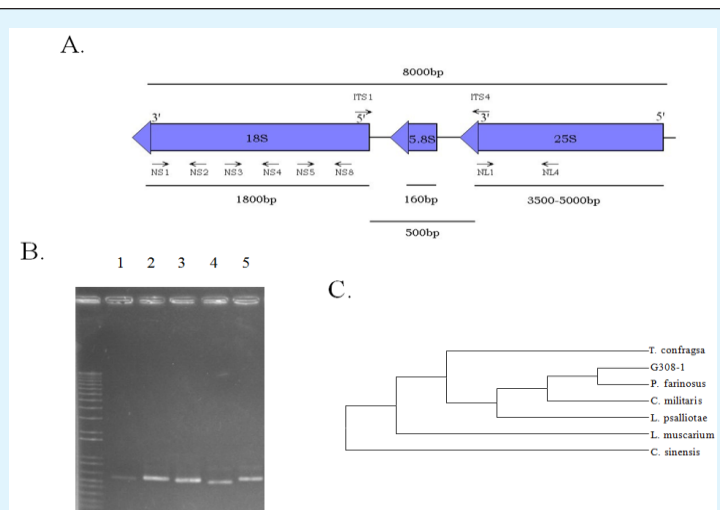 A.
8000bp
ITS1 ITS4
3' 5' 3' 5'
18S 5.8S 25S
NS1 NS2 NS3 NS4 NS5 NS8 NL1 NL4
1800bp 160bp 3500-5000bp
500bp
B.
1 2 3 4 5
C.
T. confragsa
G308-1
P. farinosus
C. militaris
L. psalliotae
L. muscarium
C. sinensis